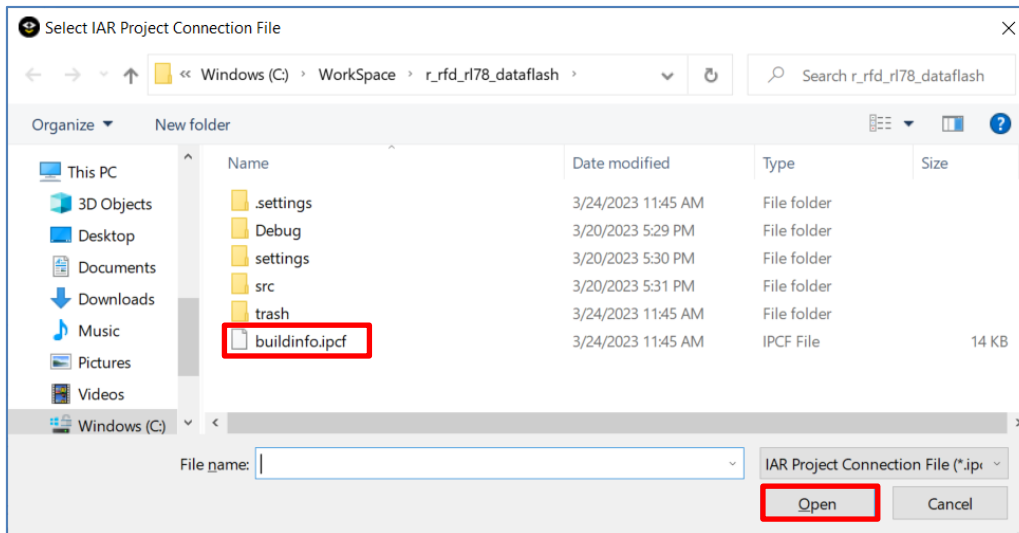 Select IAR Project Connection File
« Windows (C:) › WorkSpace › r_rfd_rl78_dataflash ›
Search r_rfd_rl78_dataflash
Organize New folder
Name Date modified Type Size
This PC
3D Objects
Desktop
Documents
Downloads
Music
Pictures
Videos
Windows (C:)
.settings 3/24/2023 11:45 AM File folder
Debug 3/20/2023 5:29 PM File folder
settings 3/20/2023 5:30 PM File folder
src 3/20/2023 5:31 PM File folder
trash 3/24/2023 11:45 AM File folder
buildinfo.ipcf 3/24/2023 11:45 AM IPCF File 14 KB
File name:
IAR Project Connection File (*.ipc
Open Cancel